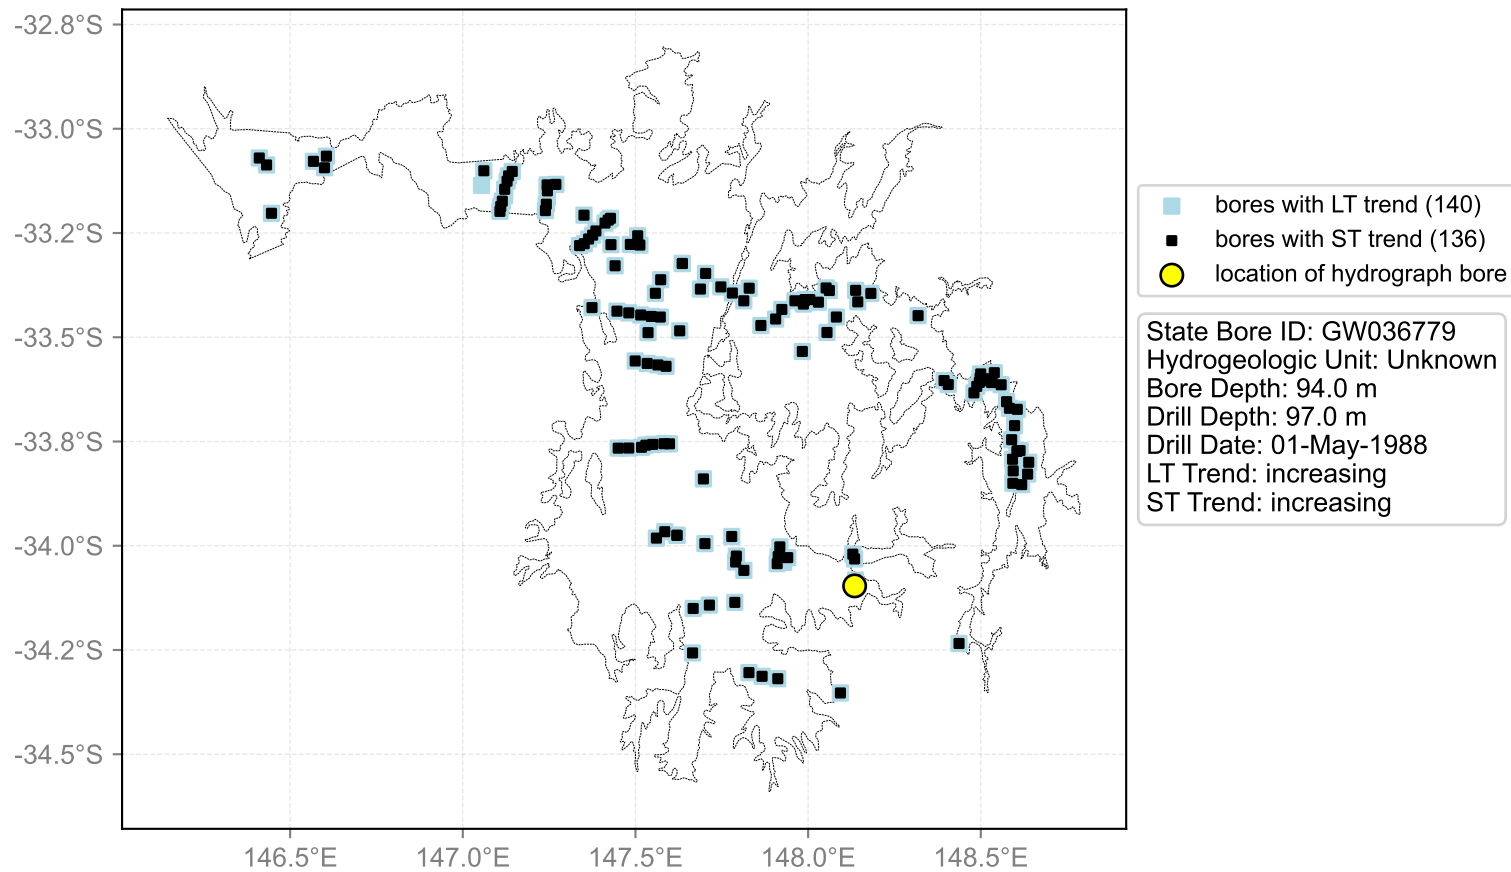 -32.8°S
-33.0°S
-33.2°S
-33.5°S
-33.8°S
-34.0°S
-34.2°S
-34.5°S
146.5°E
147.0°E
147.5°E
148.0°E
148.5°E
bores with LT trend (140)
bores with ST trend (136)
location of hydrograph bore
State Bore ID: GW036779
Hydrogeologic Unit: Unknown
Bore Depth: 94.0 m
Drill Depth: 97.0 m
Drill Date: 01-May-1988
LT Trend: increasing
ST Trend: increasing